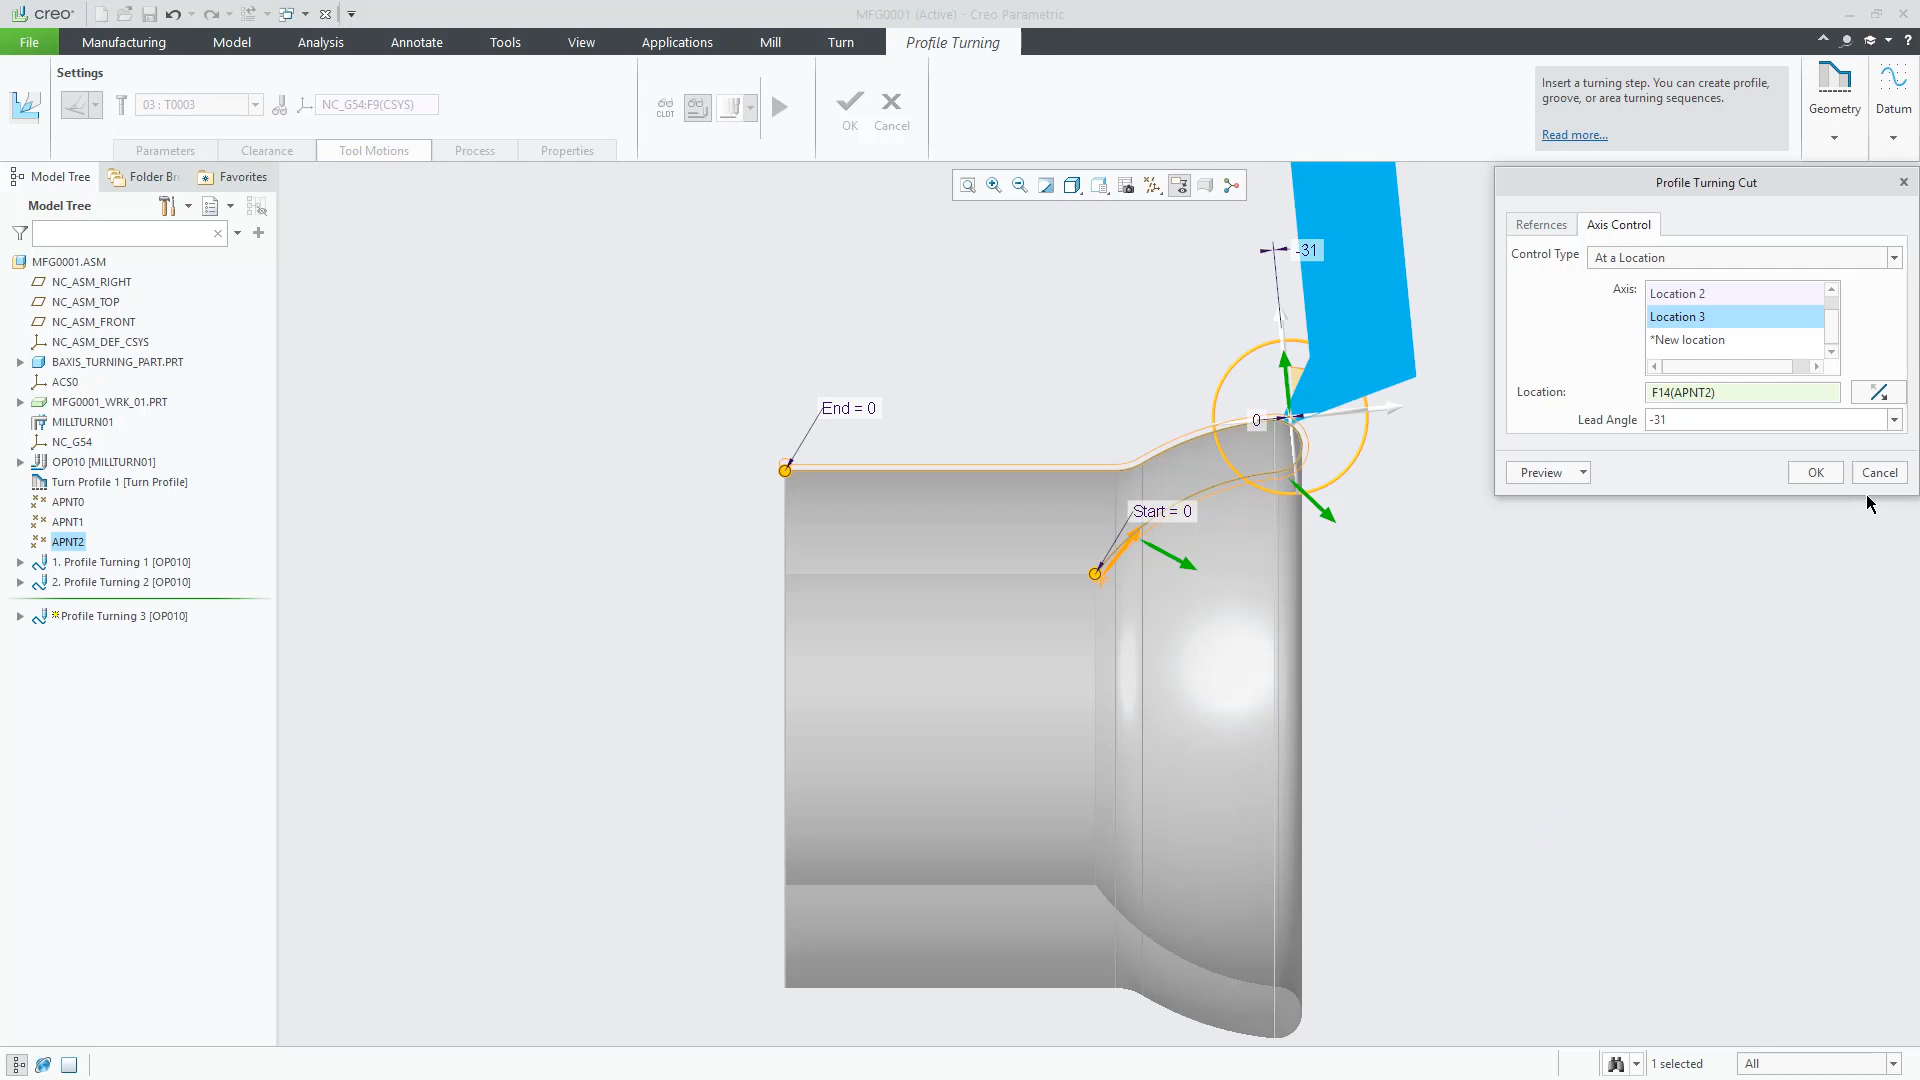 creo
MFG0001 (Active) - Creo Parametric
File
Manufacturing
Model
Analysis
Annotate
Tools
View
Applications
Mill
Turn
Profile Turning
?
Settings
03 : T0003
NC_G54:F9(CSYS)
CLDT
OK
Cancel
Insert a turning step. You can create profile,
groove, or area turning sequences.
Read more...
Geometry
Datum
Parameters
Clearance
Tool Motions
Process
Properties
Model Tree
Folder Br
Favorites
Model Tree
MFG0001.ASM
NC_ASM_RIGHT
NC_ASM_TOP
NC_ASM_FRONT
NC_ASM_DEF_CSYS
BAXIS_TURNING_PART.PRT
ACS0
MFG0001_WRK_01.PRT
MILLTURN01
NC_G54
OP010 [MILLTURN01]
Turn Profile 1 [Turn Profile]
APNT0
APNT1
APNT2
1. Profile Turning 1 [OP010]
2. Profile Turning 2 [OP010]
Profile Turning 3 [OP010]
-31
End = 0
0
Start = 0
Profile Turning Cut
Refernces
Axis Control
Control Type
At a Location
Axis:
Location 2
Location 3
*New location
Location:
F14(APNT2)
Lead Angle
-31
Preview
OK
Cancel
1 selected
All